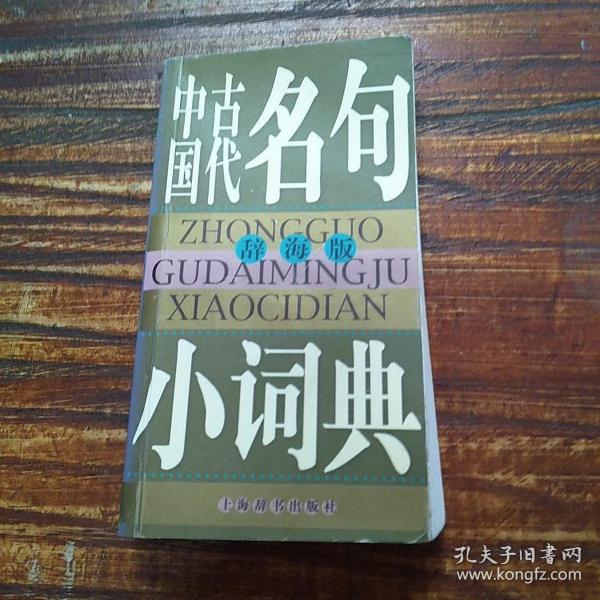 中国古代名句
ZHONGGUO
辞海版
GUDAIMINGJU
XIAOCIDIAN
小词典
上海辞书出版社
孔夫子旧书网
www.kongfz.com